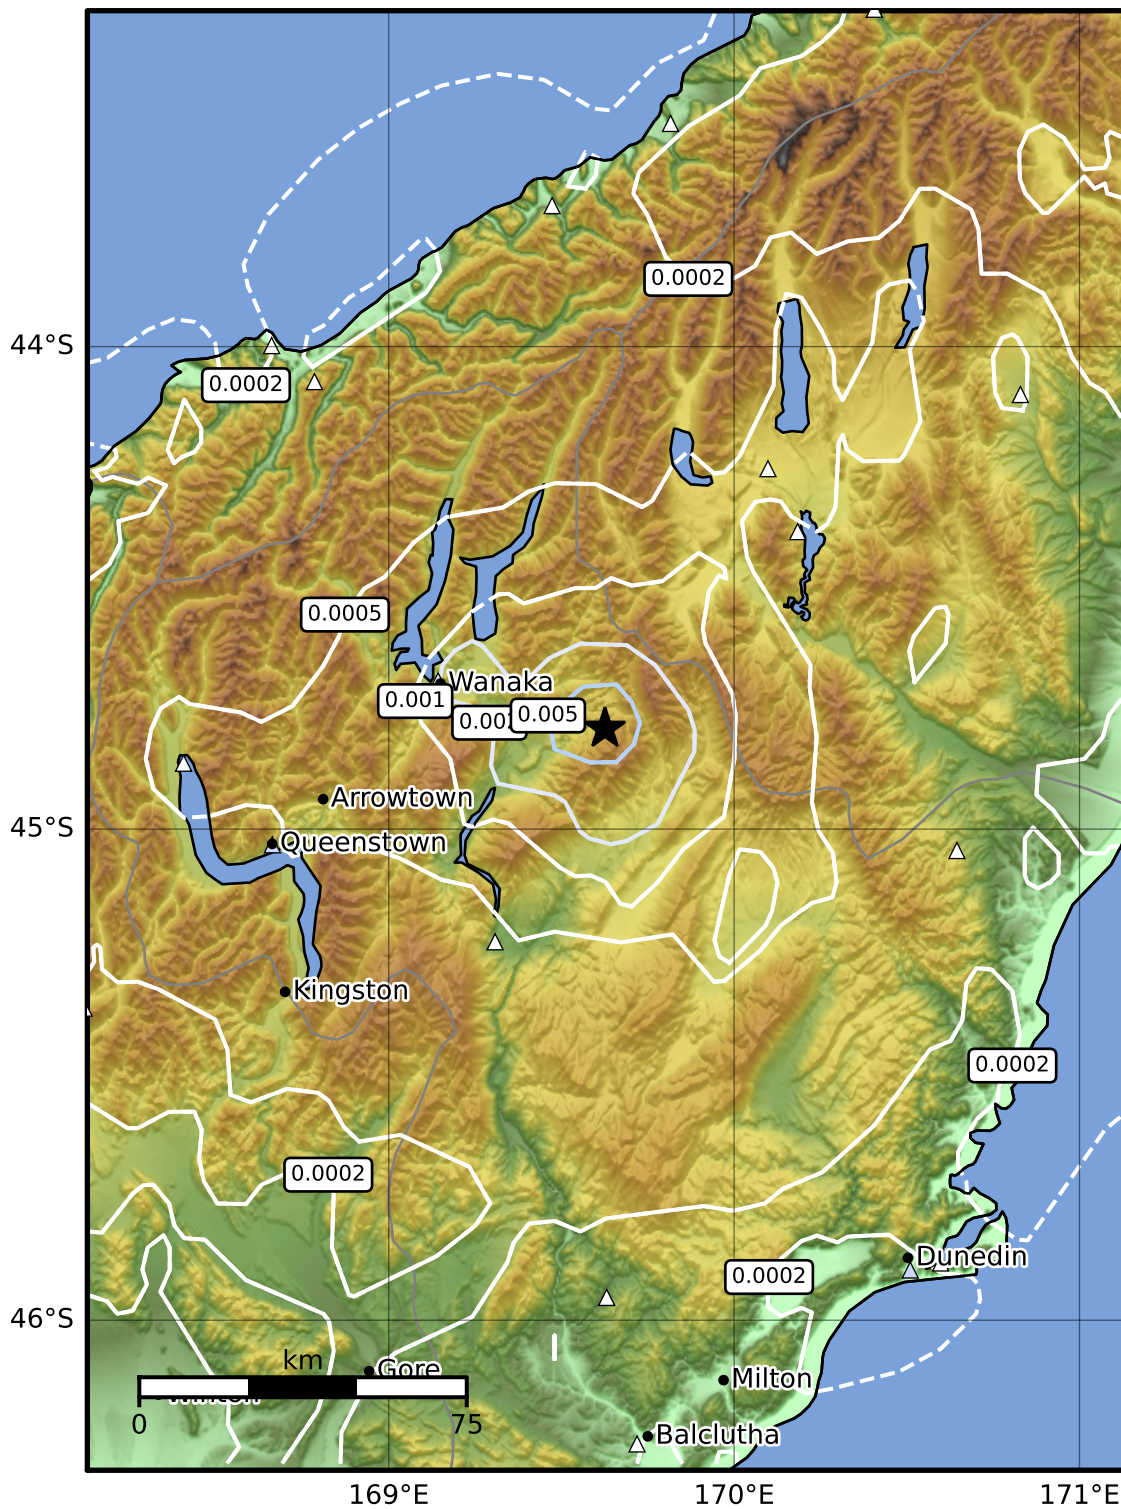 0.0002
44°S
0.0002
0.0005
Wanaka
0.001
0.005
Arrowtown
Queenstown
45°S
Kingston
0.0002
0.0002
Dunedin
0.0002
46°S
km
Gore
Milton
0
75
Balclutha
169°E
170°E
171°E